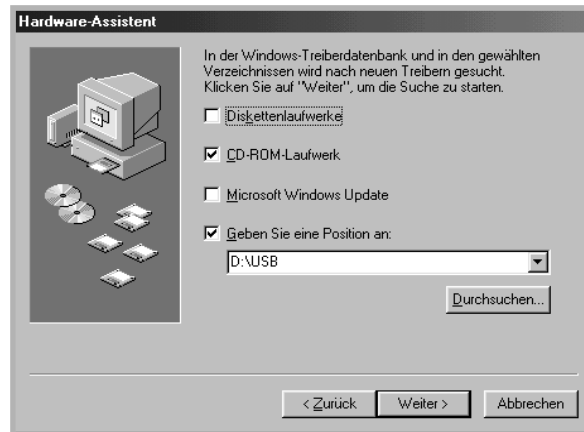 Hardware-Assistent
In der Windows-Treiberdatenbank und in den gewählten
Verzeichnissen wird nach neuen Treibern gesucht.
Klicken Sie auf "Weiter", um die Suche zu starten.
Diskettenlaufwerke
CD-ROM-Laufwerk
Microsoft Windows Update
Geben Sie eine Position an:
D:\USB
Durchsuchen...
< Zurück Weiter > Abbrechen